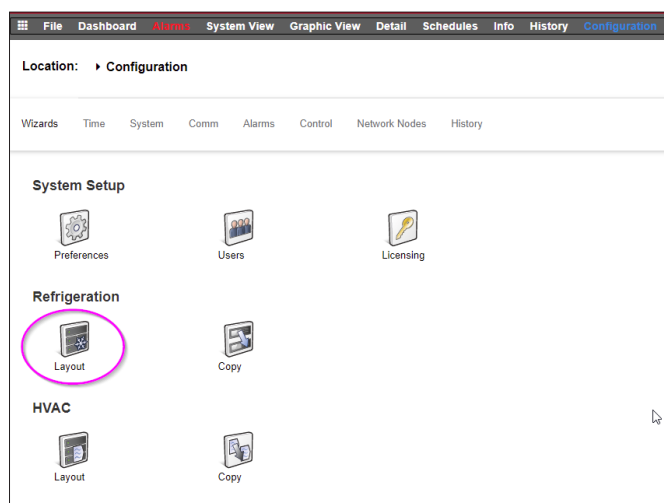 File Dashboard Alarms System View Graphic View Detail Schedules Info History Configuration
Location: Configuration
Wizards Time System Comm Alarms Control Network Nodes History
System Setup
Preferences Users Licensing
Refrigeration
Layout Copy
HVAC
Layout Copy